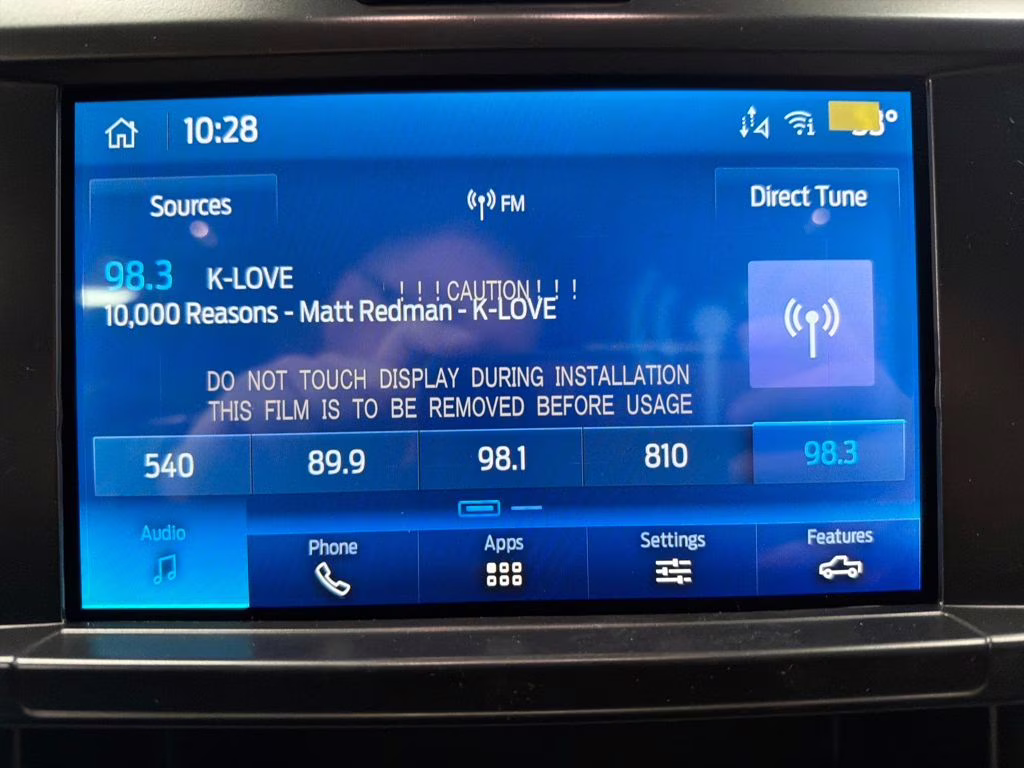 10:28
Sources
FM
Direct Tune
98.3 K-LOVE
! ! ! CAUTION ! ! !
10,000 Reasons - Matt Redman - K-LOVE
DO NOT TOUCH DISPLAY DURING INSTALLATION
THIS FILM IS TO BE REMOVED BEFORE USAGE
540 89.9 98.1 810 98.3
Audio Phone Apps Settings Features